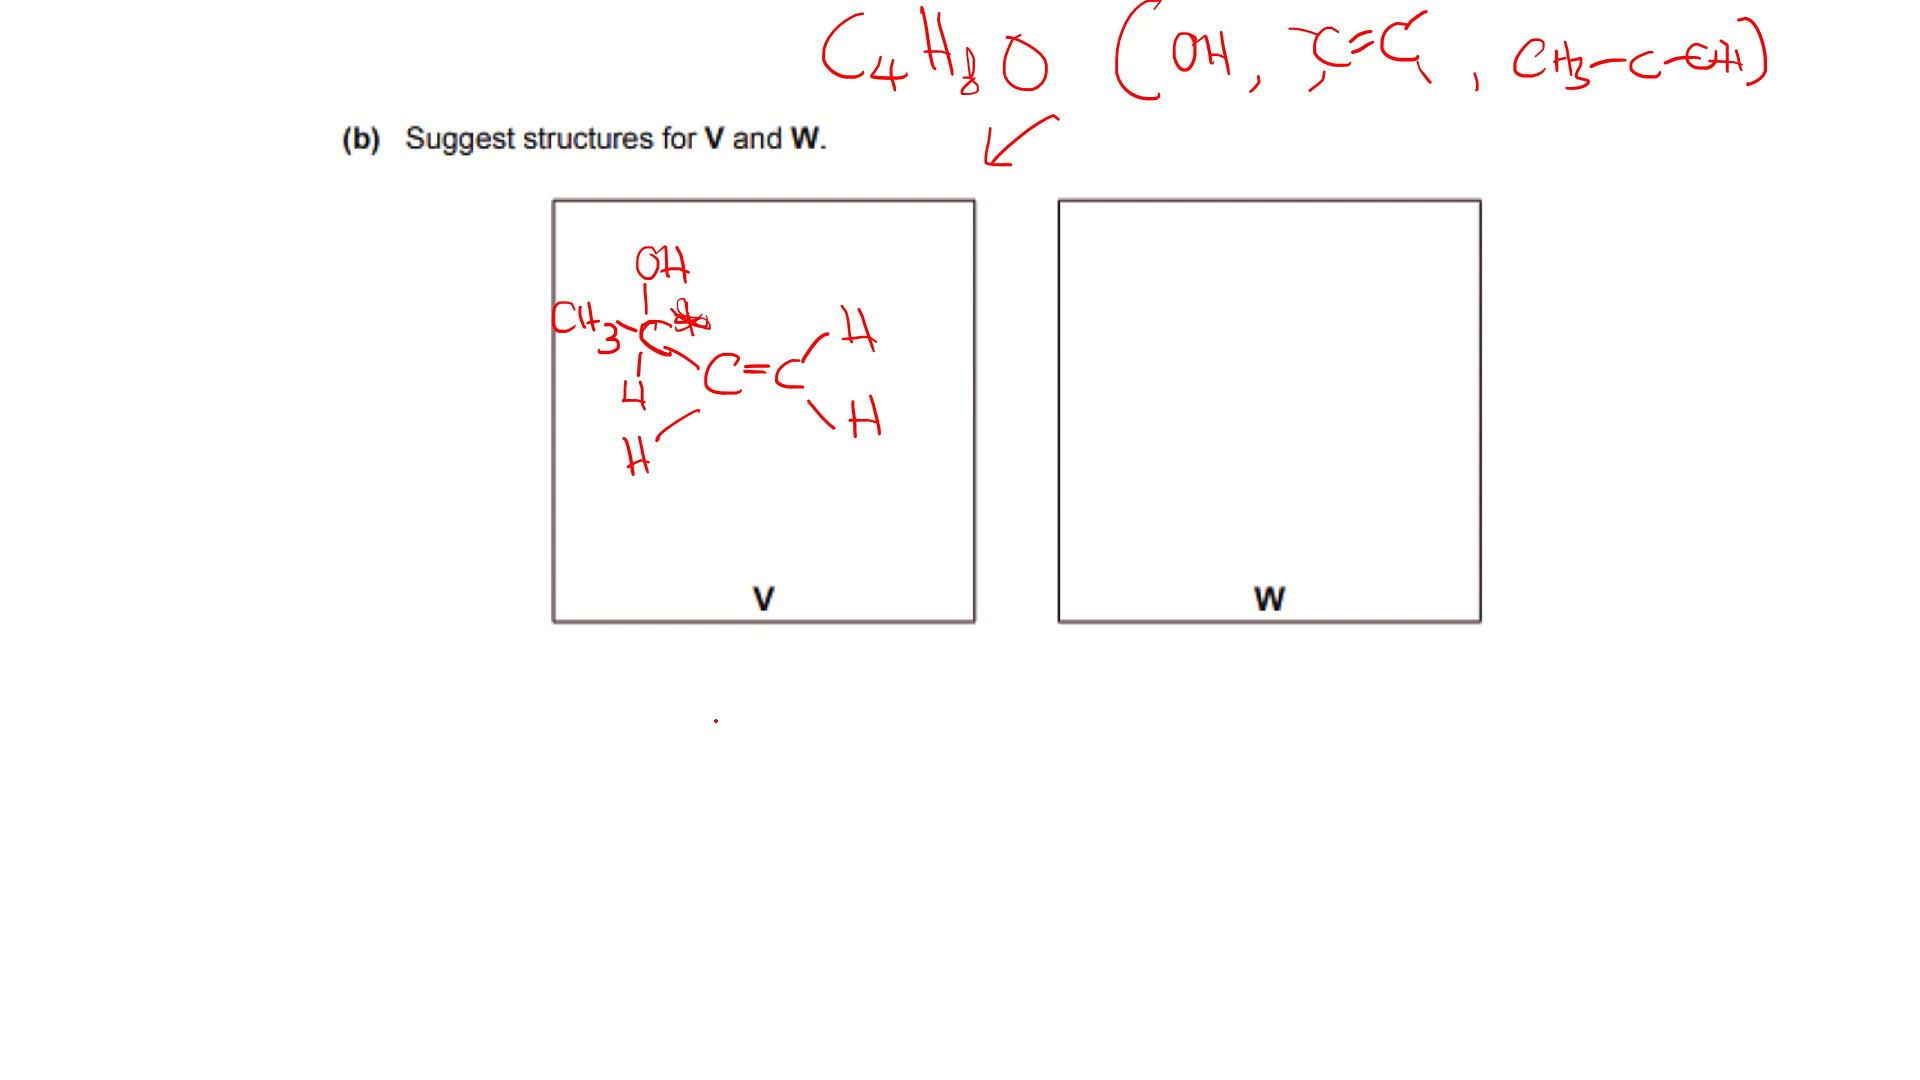 C4H8O (OH, C=C, CH3-C-OH)
(b) Suggest structures for V and W.
OH
CH3 C *
H
C=C
H
H
H
V
W